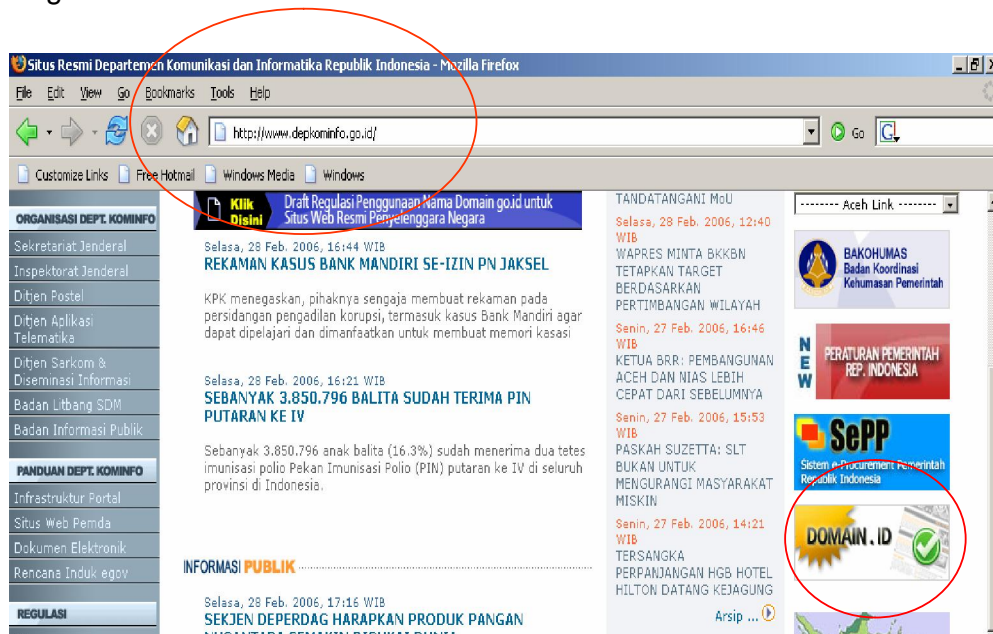 Situs Resmi Departemen Komunikasi dan Informatika Republik Indonesia - Mozilla Firefox
File Edit View Go Bookmarks Tools Help
http://www.depkominfo.go.id/
Go
G
Customize Links Free Hotmail Windows Media Windows
ORGANISASI DEPT. KOMINFO
Sekretariat Jenderal
Inspektorat Jenderal
Ditjen Postel
Ditjen Aplikasi
Telematika
Ditjen Sarkom &
Diseminasi Informasi
Badan Litbang SDM
Badan Informasi Publik
PANDUAN DEPT. KOMINFO
Infrastruktur Portal
Situs Web Pemda
Dokumen Elektronik
Rencana Induk egov
REGULASI
Klik
Disini
Draft Regulasi Penggunaan Nama Domain go.id untuk
Situs Web Resmi Penyelenggara Negara
Selasa, 28 Feb. 2006, 16:44 WIB
REKAMAN KASUS BANK MANDIRI SE-IZIN PN JAKSEL
KPK menegaskan, pihaknya sengaja membuat rekaman pada
persidangan pengadilan korupsi, termasuk kasus Bank Mandiri agar
dapat dipelajari dan dimanfaatkan untuk membuat memori kasasi
Selasa, 28 Feb. 2006, 16:21 WIB
SEBANYAK 3.850.796 BALITA SUDAH TERIMA PIN
PUTARAN KE IV
Sebanyak 3.850.796 anak balita (16.3%) sudah menerima dua tetes
imunisasi polio Pekan Imunisasi Polio (PIN) putaran ke IV di seluruh
provinsi di Indonesia.
INFORMASI PUBLIK
Selasa, 28 Feb. 2006, 17:16 WIB
SEKJEN DEPERDAG HARAPKAN PRODUK PANGAN
TANDATANGANI MoU
Selasa, 28 Feb. 2006, 12:40
WIB
WAPRES MINTA BKKBN
TETAPKAN TARGET
BERDASARKAN
PERTIMBANGAN WILAYAH
Senin, 27 Feb. 2006, 16:46
WIB
KETUA BRR: PEMBANGUNAN
ACEH DAN NIAS LEBIH
CEPAT DARI SEBELUMNYA
Senin, 27 Feb. 2006, 15:53
WIB
PASKAH SUZETTA: SLT
BUKAN UNTUK
MENGURANGI MASYARAKAT
MISKIN
Senin, 27 Feb. 2006, 14:21
WIB
TERSANGKA
PERPANJANGAN HGB HOTEL
HILTON DATANG KEJAGUNG
Arsip ...
-------- Aceh Link --------
BAKOHUMAS
Badan Koordinasi
Kehumasan Pemerintah
NEW
PERATURAN PEMERINTAH
REP. INDONESIA
SePP
Sistem e-Procurement Pemerintah
Republik Indonesia
DOMAIN.ID